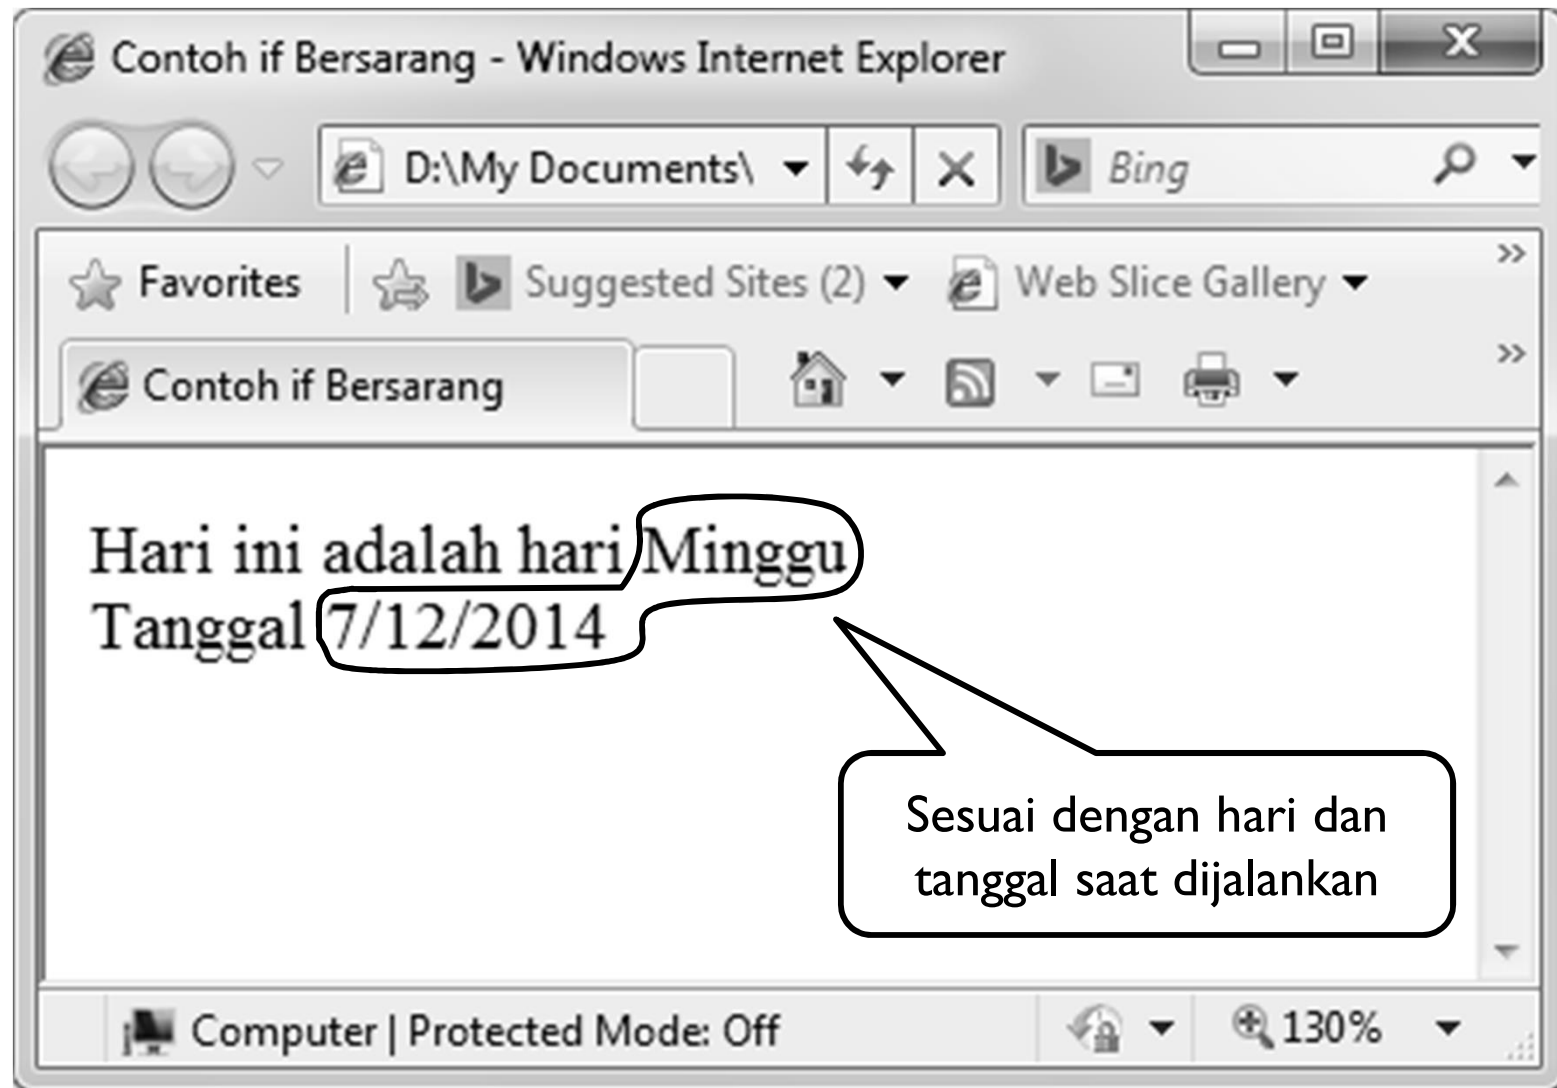 Contoh if Bersarang - Windows Internet Explorer
D:\My Documents\ Bing
Favorites Suggested Sites (2) Web Slice Gallery
Contoh if Bersarang
Hari ini adalah hari Minggu
Tanggal 7/12/2014
Sesuai dengan hari dan
tanggal saat dijalankan
Computer | Protected Mode: Off 130%